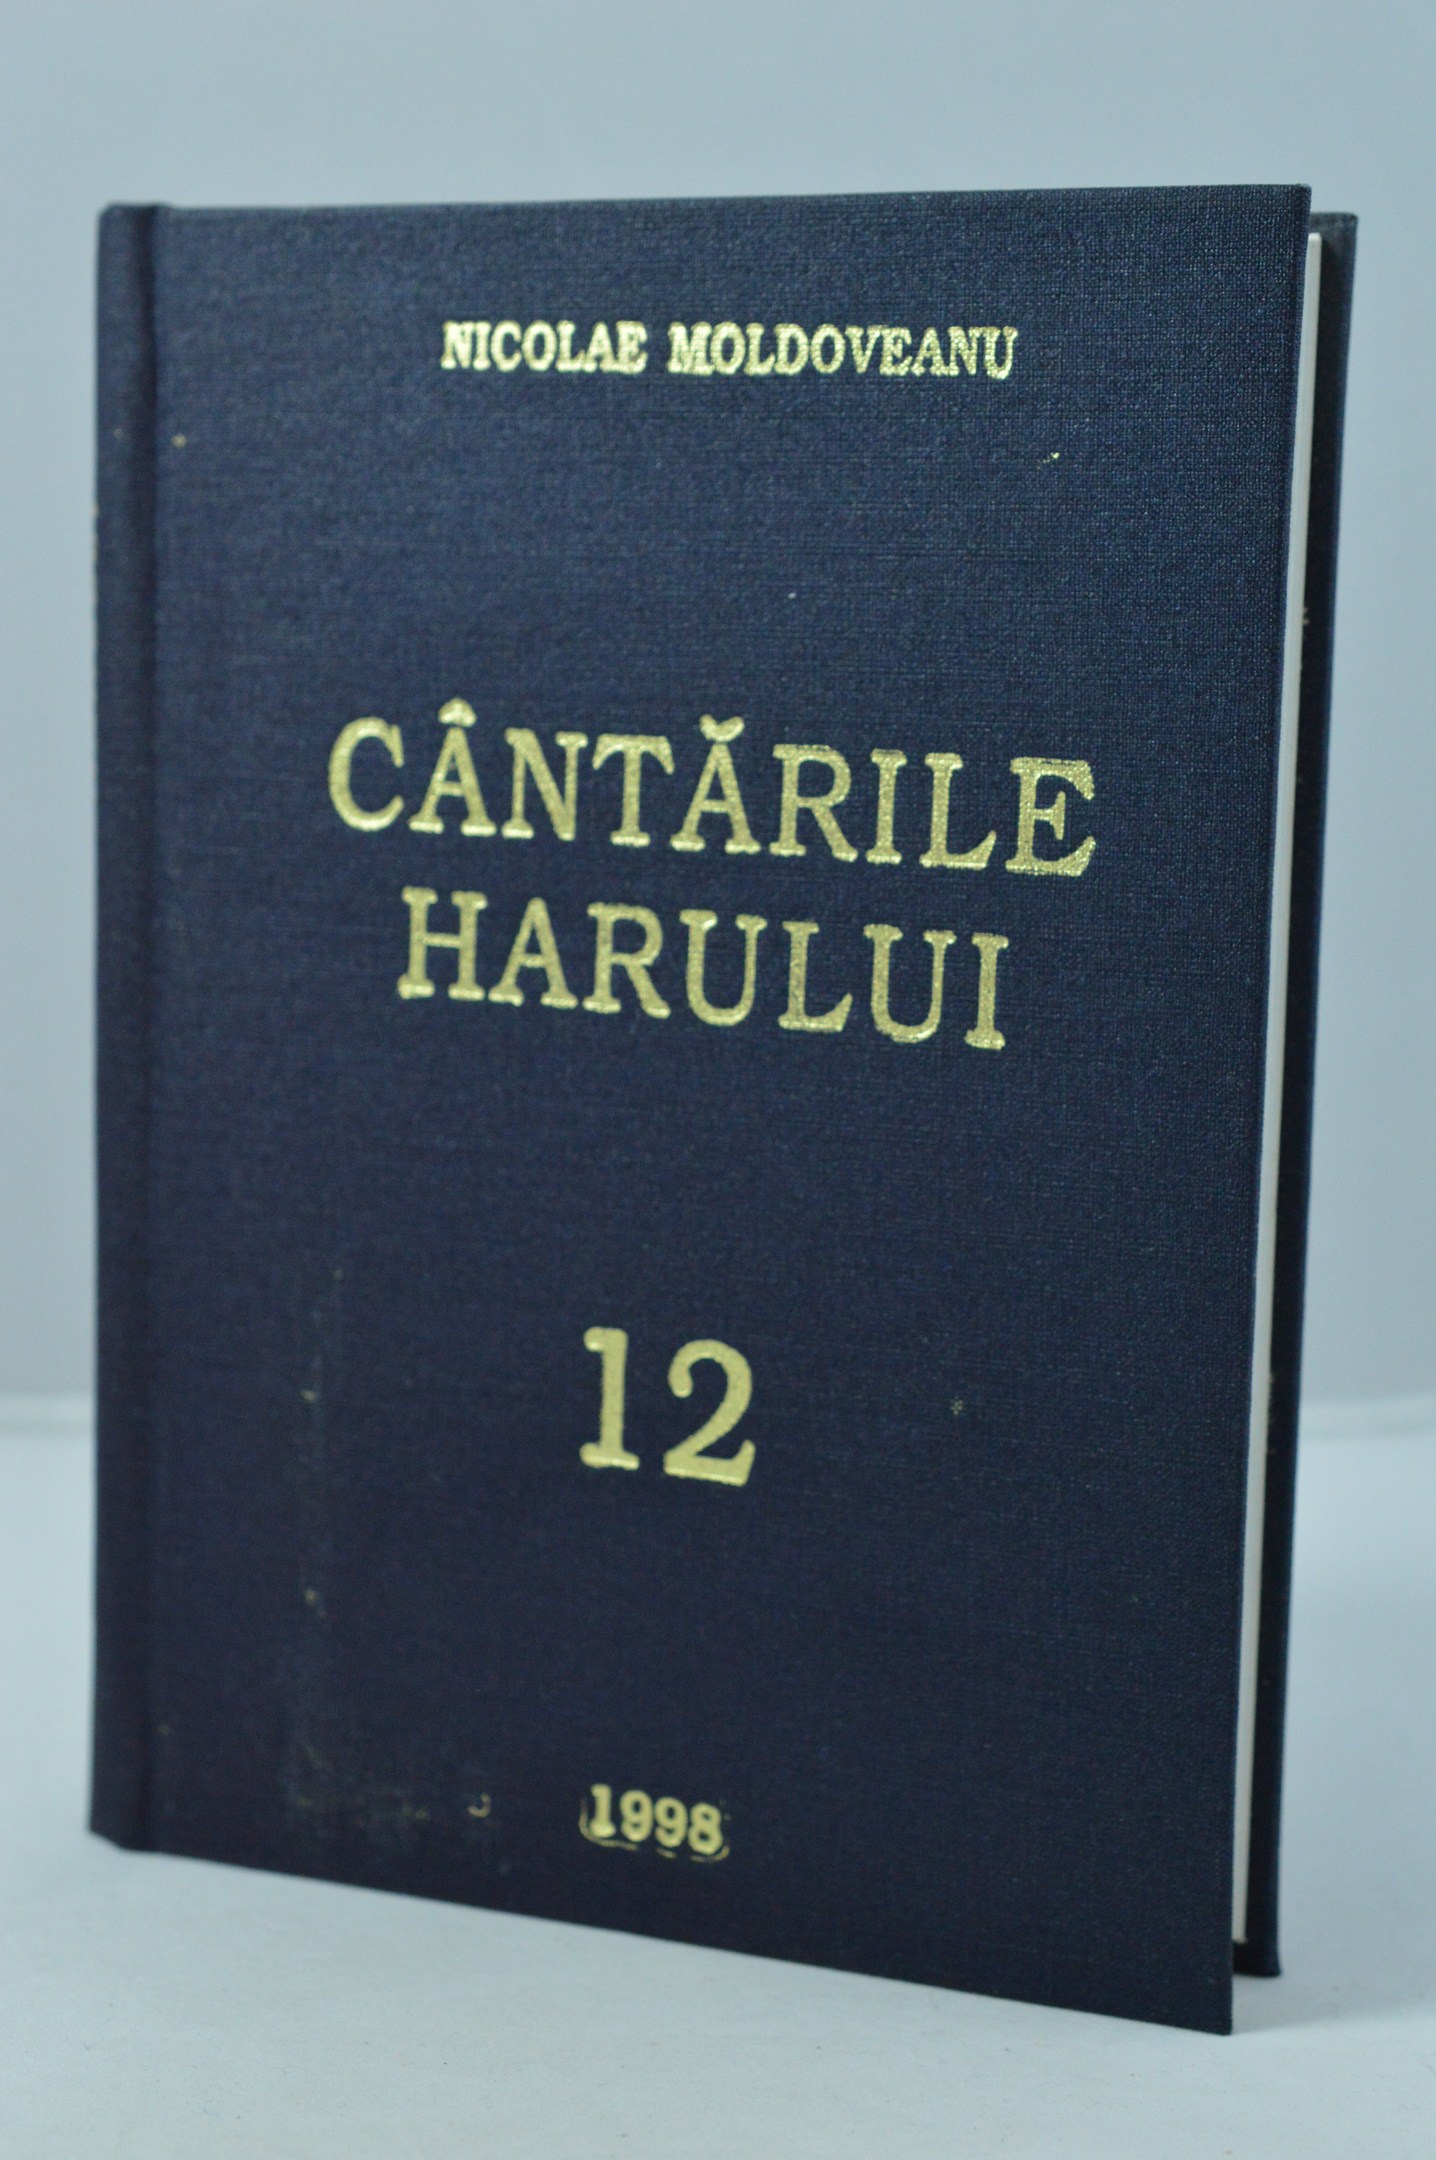 NICOLAE MOLDOVEANU
CÂNTĂRILE
HARULUI
12
1998